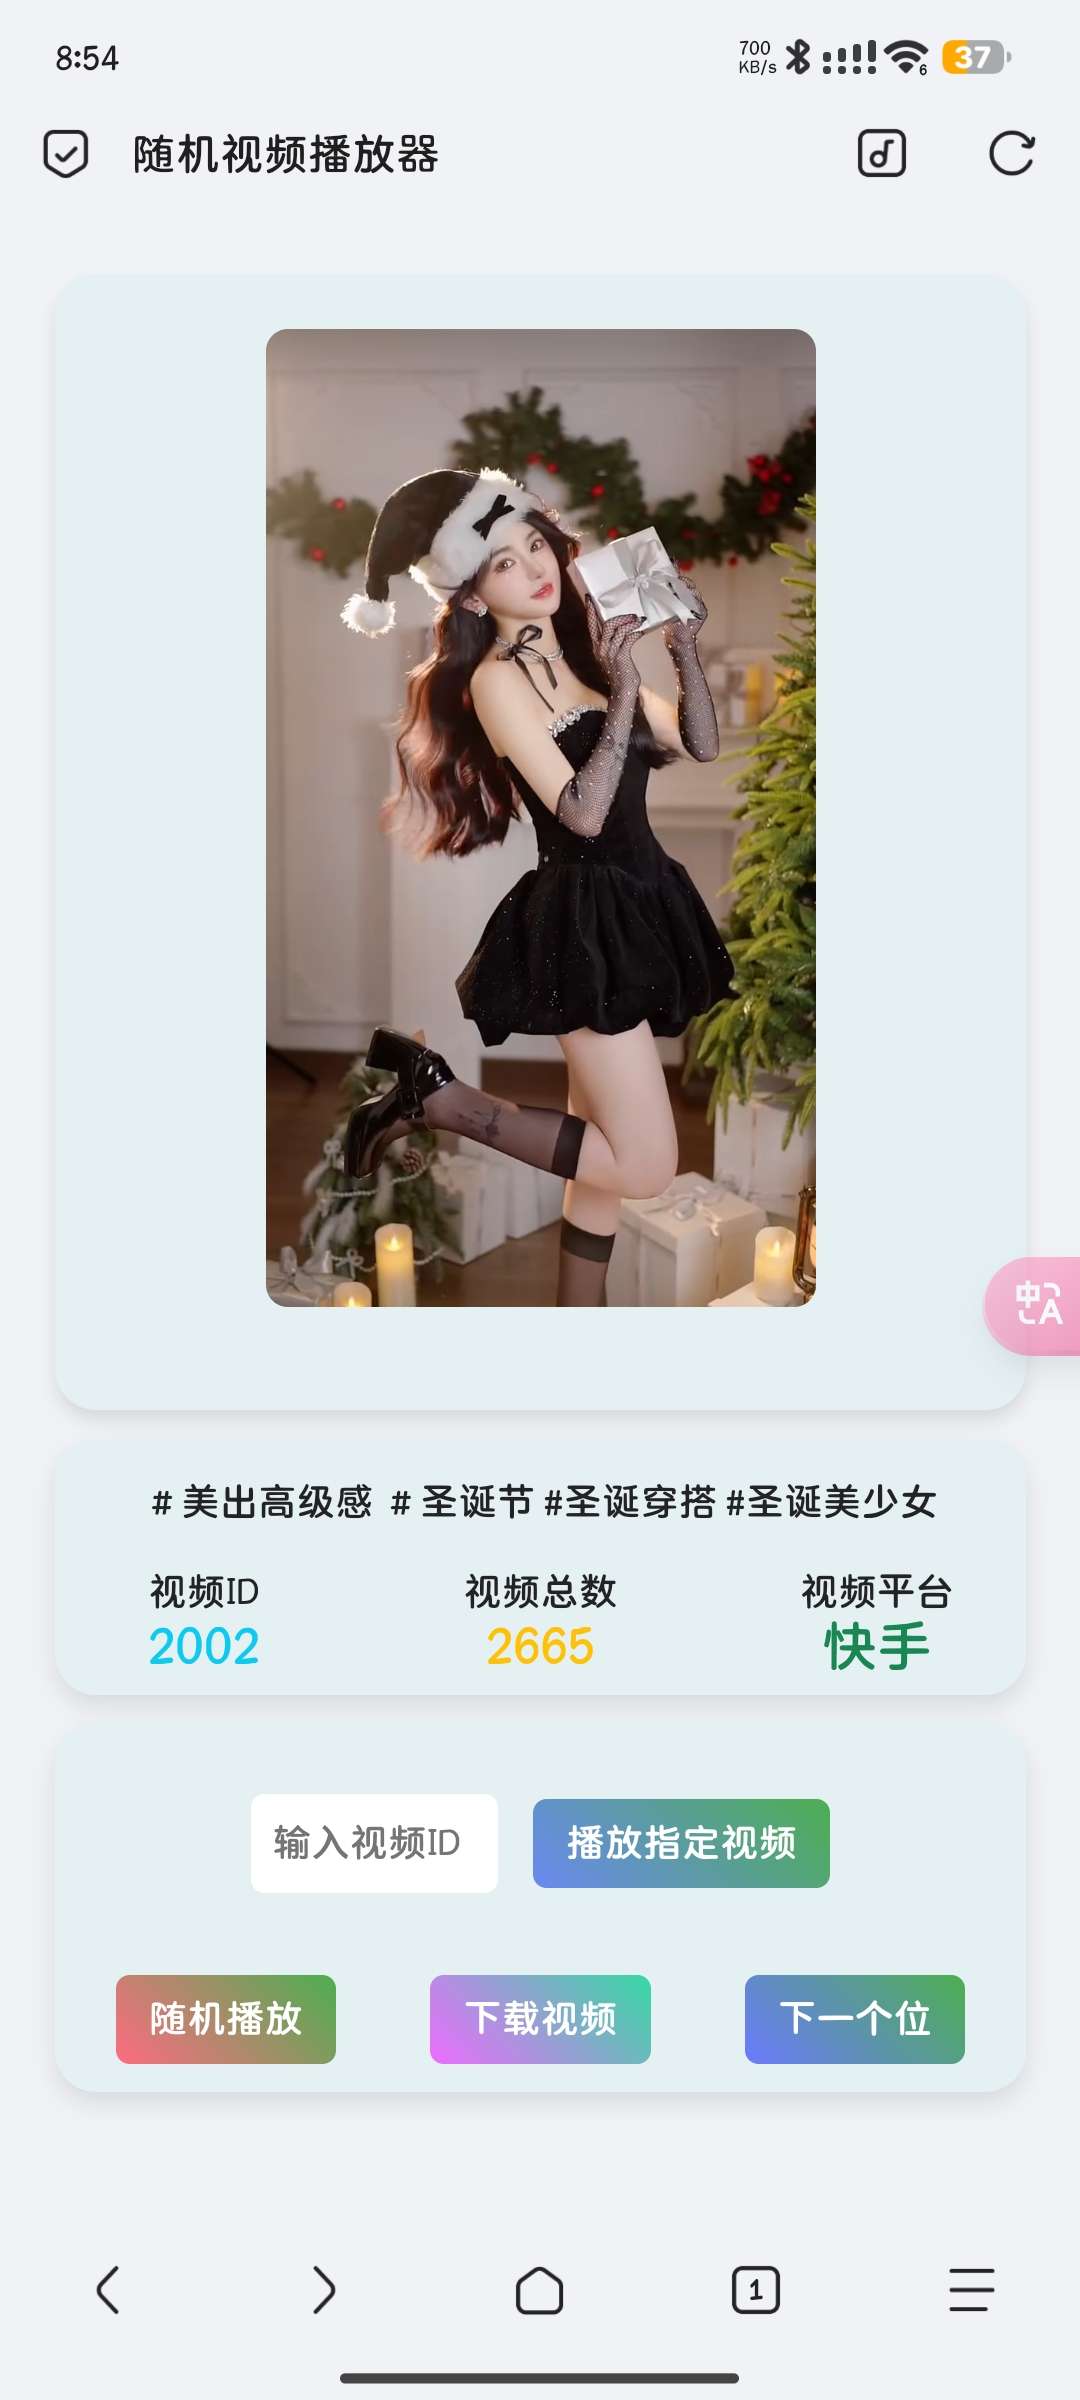 8:54
700
KB/s
6
37
随机视频播放器
中A
# 美出高级感 # 圣诞节 #圣诞穿搭 #圣诞美少女
视频ID 视频总数 视频平台
2002 2665 快手
输入视频ID 播放指定视频
随机播放 下载视频 下一个位
1